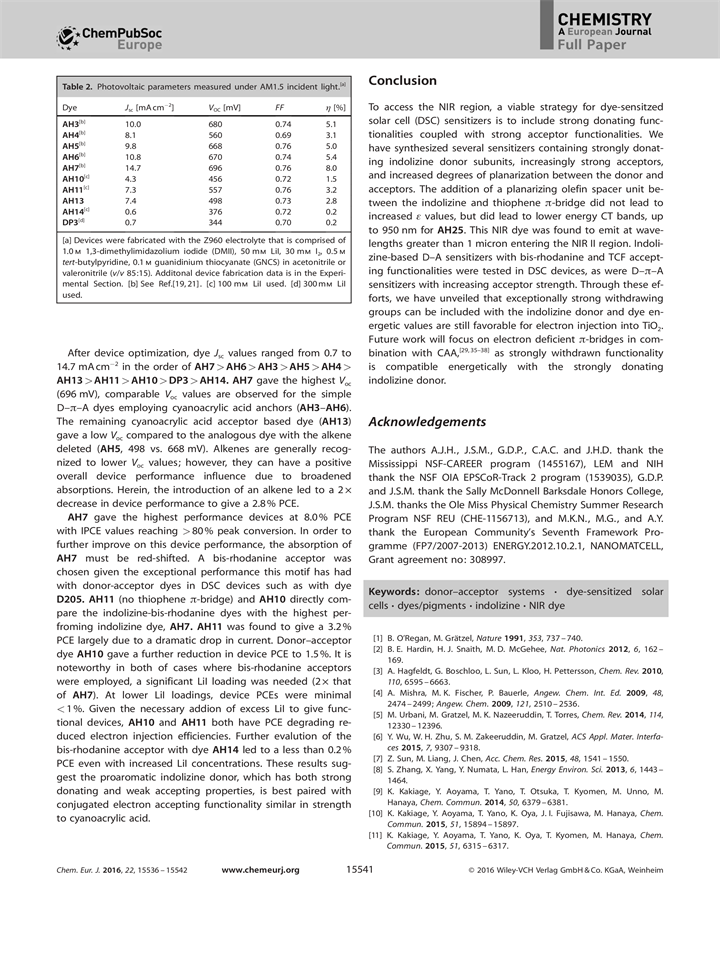 ChemPubSoc
Europe
CHEMISTRY
A European Journal
Full Paper
Table 2. Photovoltaic parameters measured under AM1.5 incident light.[a]
Dye Jsc [mA cm−2] VOC [mV] FF η [%]
AH3[b] 10.0 680 0.74 5.1
AH4[b] 8.1 560 0.69 3.1
AH5[b] 9.8 668 0.76 5.0
AH6[b] 10.8 670 0.74 5.4
AH7[b] 14.7 696 0.76 8.0
AH10[c] 4.3 456 0.72 1.5
AH11[c] 7.3 557 0.76 3.2
AH13 7.4 498 0.73 2.8
AH14[c] 0.6 376 0.72 0.2
DP3[d] 0.7 344 0.70 0.2
[a] Devices were fabricated with the Z960 electrolyte that is comprised of
1.0 M 1,3-dimethylimidazolium iodide (DMII), 50 mM LiI, 30 mM I2, 0.5 M
tert-butylpyridine, 0.1 M guanidinium thiocyanate (GNCS) in acetonitrile or
valeronitrile (v/v 85:15). Additonal device fabrication data is in the Experi-
mental Section. [b] See Ref.[19,21]. [c] 100 mM LiI used. [d] 300 mM LiI
used.
After device optimization, dye Jsc values ranged from 0.7 to
14.7 mA cm−2 in the order of AH7 > AH6 > AH3 > AH5 > AH4 >
AH13 > AH11 > AH10 > DP3 > AH14. AH7 gave the highest Voc
(696 mV), comparable Voc values are observed for the simple
D–π–A dyes employing cyanoacrylic acid anchors (AH3–AH6).
The remaining cyanoacrylic acid acceptor based dye (AH13)
gave a low Voc compared to the analogous dye with the alkene
deleted (AH5, 498 vs. 668 mV). Alkenes are generally recog-
nized to lower Voc values; however, they can have a positive
overall device performance influence due to broadened
absorptions. Herein, the introduction of an alkene led to a 2×
decrease in device performance to give a 2.8 % PCE.
AH7 gave the highest performance devices at 8.0 % PCE
with IPCE values reaching > 80 % peak conversion. In order to
further improve on this device performance, the absorption of
AH7 must be red-shifted. A bis-rhodanine acceptor was
chosen given the exceptional performance this motif has had
with donor-acceptor dyes in DSC devices such as with dye
D205. AH11 (no thiophene π-bridge) and AH10 directly com-
pare the indolizine-bis-rhodanine dyes with the highest per-
froming indolizine dye, AH7. AH11 was found to give a 3.2 %
PCE largely due to a dramatic drop in current. Donor–acceptor
dye AH10 gave a further reduction in device PCE to 1.5 %. It is
noteworthy in both of cases where bis-rhodanine acceptors
were employed, a significant LiI loading was needed (2× that
of AH7). At lower LiI loadings, device PCEs were minimal
< 1 %. Given the necessary addion of excess LiI to give func-
tional devices, AH10 and AH11 both have PCE degrading re-
duced electron injection efficiencies. Further evalution of the
bis-rhodanine acceptor with dye AH14 led to a less than 0.2 %
PCE even with increased LiI concentrations. These results sug-
gest the proaromatic indolizine donor, which has both strong
donating and weak accepting properties, is best paired with
conjugated electron accepting functionality similar in strength
to cyanoacrylic acid.
Conclusion
To access the NIR region, a viable strategy for dye-sensitzed
solar cell (DSC) sensitizers is to include strong donating func-
tionalities coupled with strong acceptor functionalities. We
have synthesized several sensitizers containing strongly donat-
ing indolizine donor subunits, increasingly strong acceptors,
and increased degrees of planarization between the donor and
acceptors. The addition of a planarizing olefin spacer unit be-
tween the indolizine and thiophene π-bridge did not lead to
increased ε values, but did lead to lower energy CT bands, up
to 950 nm for AH25. This NIR dye was found to emit at wave-
lengths greater than 1 micron entering the NIR II region. Indoli-
zine-based D–A sensitizers with bis-rhodanine and TCF accept-
ing functionalities were tested in DSC devices, as were D–π–A
sensitizers with increasing acceptor strength. Through these ef-
forts, we have unveiled that exceptionally strong withdrawing
groups can be included with the indolizine donor and dye en-
ergetic values are still favorable for electron injection into TiO2.
Future work will focus on electron deficient π-bridges in com-
bination with CAA,[29,35–38] as strongly withdrawn functionality
is compatible energetically with the strongly donating
indolizine donor.
Acknowledgements
The authors A.J.H., J.S.M., G.D.P., C.A.C. and J.H.D. thank the
Mississippi NSF-CAREER program (1455167), LEM and NIH
thank the NSF OIA EPSCoR-Track 2 program (1539035), G.D.P.
and J.S.M. thank the Sally McDonnell Barksdale Honors College,
J.S.M. thanks the Ole Miss Physical Chemistry Summer Research
Program NSF REU (CHE-1156713), and M.K.N., M.G., and A.Y.
thank the European Community's Seventh Framework Pro-
gramme (FP7/2007-2013) ENERGY.2012.10.2.1, NANOMATCELL,
Grant agreement no: 308997.
Keywords: donor–acceptor systems · dye-sensitized solar
cells · dyes/pigments · indolizine · NIR dye
[1] B. O'Regan, M. Grätzel, Nature 1991, 353, 737–740.
[2] B. E. Hardin, H. J. Snaith, M. D. McGehee, Nat. Photonics 2012, 6, 162–
169.
[3] A. Hagfeldt, G. Boschloo, L. Sun, L. Kloo, H. Pettersson, Chem. Rev. 2010,
110, 6595–6663.
[4] A. Mishra, M. K. Fischer, P. Bauerle, Angew. Chem. Int. Ed. 2009, 48,
2474–2499; Angew. Chem. 2009, 121, 2510–2536.
[5] M. Urbani, M. Gratzel, M. K. Nazeeruddin, T. Torres, Chem. Rev. 2014, 114,
12330–12396.
[6] Y. Wu, W. H. Zhu, S. M. Zakeeruddin, M. Gratzel, ACS Appl. Mater. Interfa-
ces 2015, 7, 9307–9318.
[7] Z. Sun, M. Liang, J. Chen, Acc. Chem. Res. 2015, 48, 1541–1550.
[8] S. Zhang, X. Yang, Y. Numata, L. Han, Energy Environ. Sci. 2013, 6, 1443–
1464.
[9] K. Kakiage, Y. Aoyama, T. Yano, T. Otsuka, T. Kyomen, M. Unno, M.
Hanaya, Chem. Commun. 2014, 50, 6379–6381.
[10] K. Kakiage, Y. Aoyama, T. Yano, K. Oya, J. I. Fujisawa, M. Hanaya, Chem.
Commun. 2015, 51, 15894–15897.
[11] K. Kakiage, Y. Aoyama, T. Yano, K. Oya, T. Kyomen, M. Hanaya, Chem.
Commun. 2015, 51, 6315–6317.
Chem. Eur. J. 2016, 22, 15536–15542 www.chemeurj.org 15541 © 2016 Wiley-VCH Verlag GmbH & Co. KGaA, Weinheim